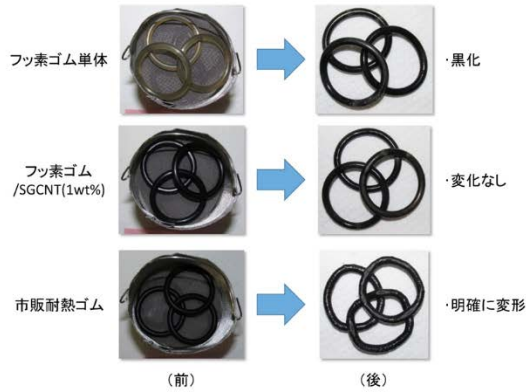 フッ素ゴム単体
・黒化
フッ素ゴム
/SGCNT(1wt%)
・変化なし
市販耐熱ゴム
・明確に変形
(前)
(後)